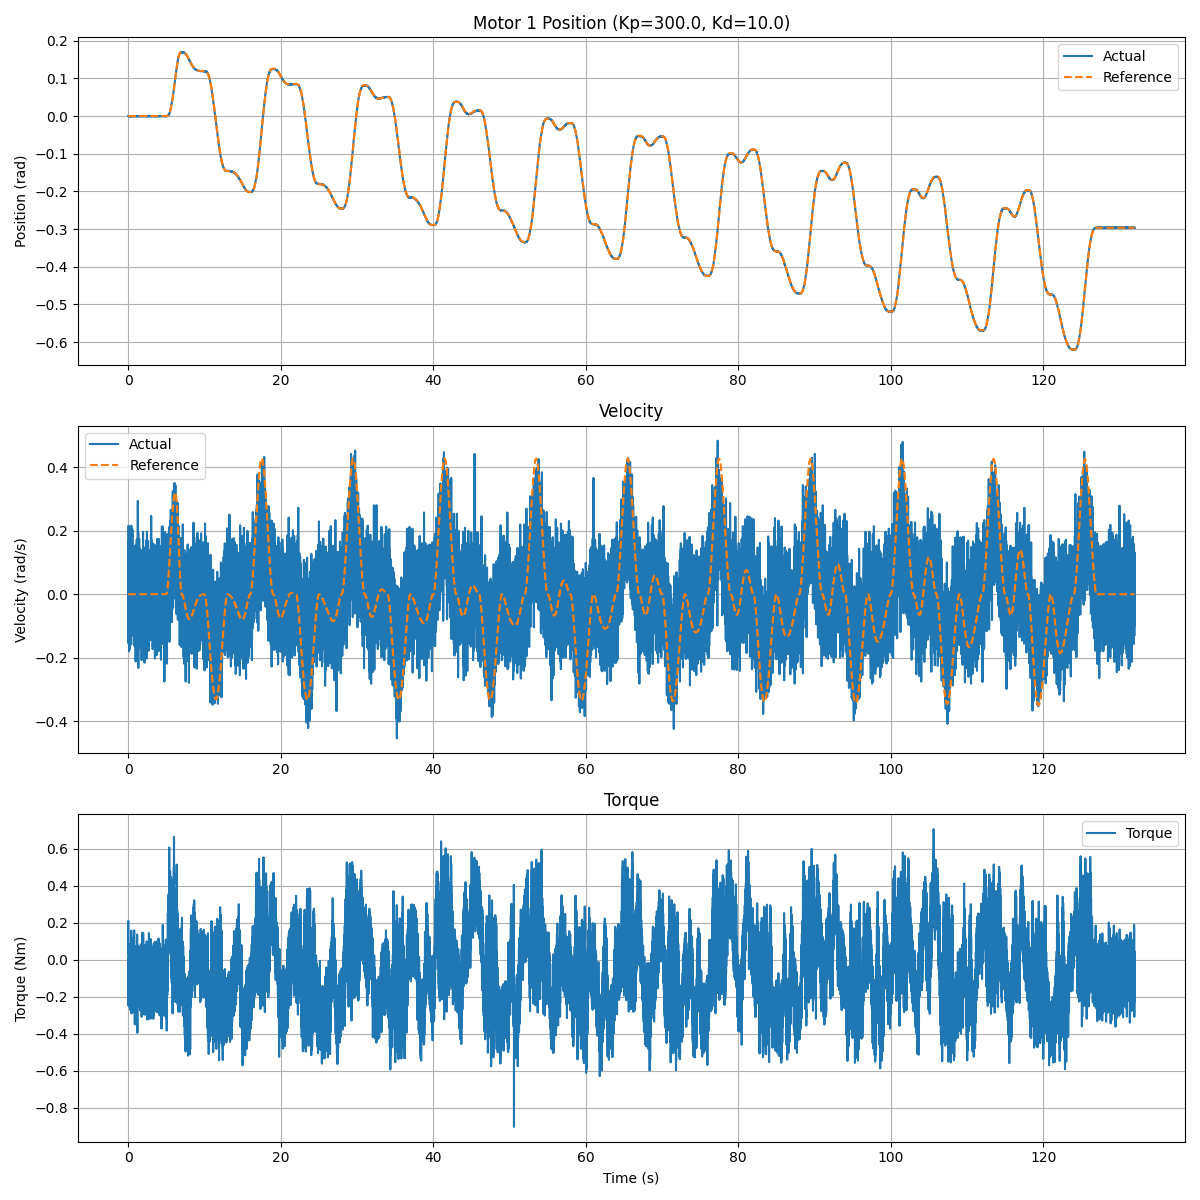 Motor 1 Position (Kp=300.0, Kd=10.0)
0.2
0.1
0.0
−0.1
−0.2
−0.3
−0.4
−0.5
−0.6
Position (rad)
Actual
Reference
0 20 40 60 80 100 120
Velocity
0.4
0.2
0.0
−0.2
−0.4
Velocity (rad/s)
Actual
Reference
0 20 40 60 80 100 120
Torque
0.6
0.4
0.2
0.0
−0.2
−0.4
−0.6
−0.8
Torque (Nm)
Torque
0 20 40 60 80 100 120
Time (s)